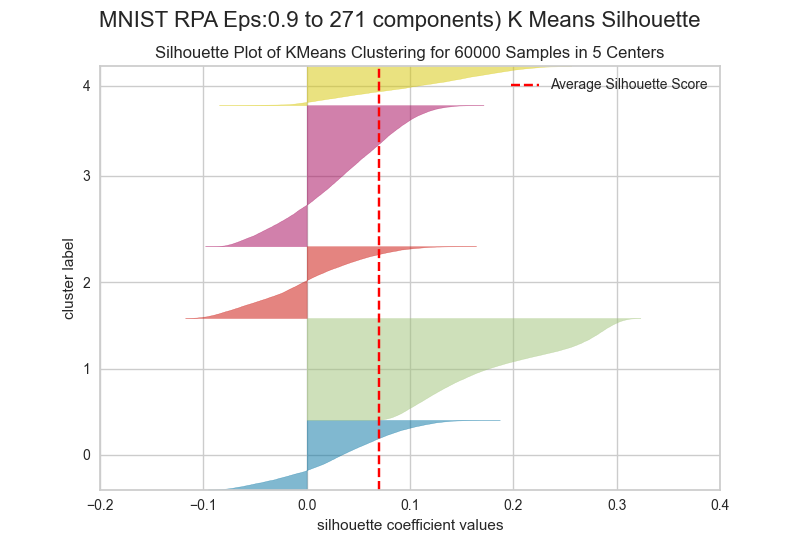 MNIST RPA Eps:0.9 to 271 components) K Means Silhouette
Silhouette Plot of KMeans Clustering for 60000 Samples in 5 Centers
Average Silhouette Score
4
3
2
1
0
cluster label
−0.2 −0.1 0.0 0.1 0.2 0.3 0.4
silhouette coefficient values